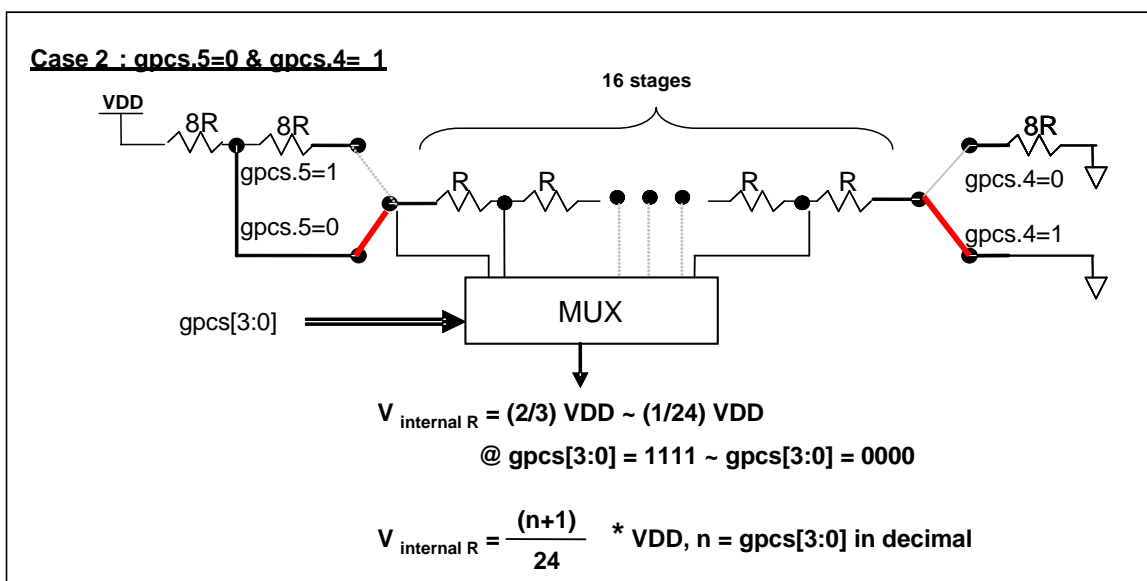 Case 2 : gpcs.5=0 & gpcs.4= 1
16 stages
VDD
8R 8R 8R
gpcs.5=1
R R R R
gpcs.4=0
gpcs.5=0
gpcs.4=1
gpcs[3:0]
MUX
V internal R = (2/3) VDD ~ (1/24) VDD
@ gpcs[3:0] = 1111 ~ gpcs[3:0] = 0000
V internal R = (n+1) / 24 * VDD, n = gpcs[3:0] in decimal